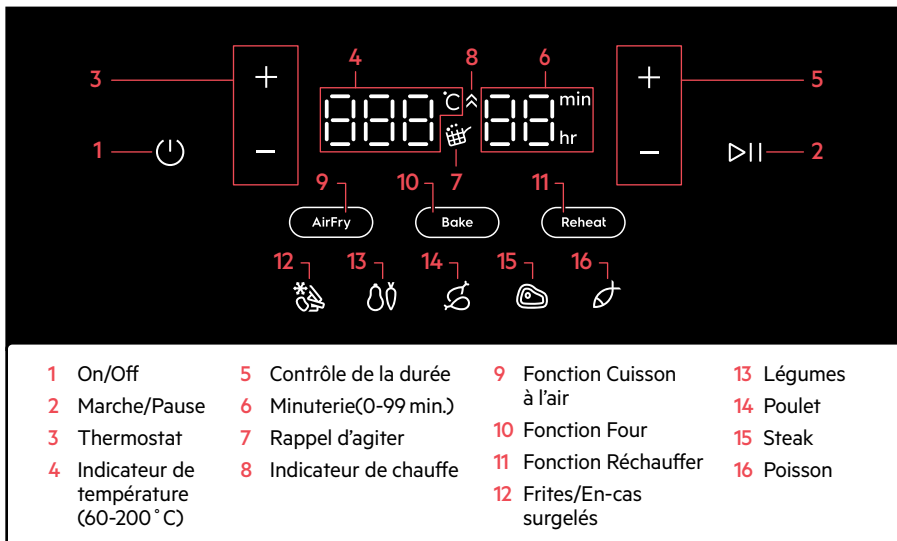 4
8
6
3
+
888
°C
88
min
hr
+
5
1
−
−
2
9
10
7
11
AirFry
Bake
Reheat
12
13
14
15
16
1 On/Off
2 Marche/Pause
3 Thermostat
4 Indicateur de
température
(60-200˚C)
5 Contrôle de la durée
6 Minuterie(0-99 min.)
7 Rappel d'agiter
8 Indicateur de chauffe
9 Fonction Cuisson
à l'air
10 Fonction Four
11 Fonction Réchauffer
12 Frites/En-cas
surgelés
13 Légumes
14 Poulet
15 Steak
16 Poisson